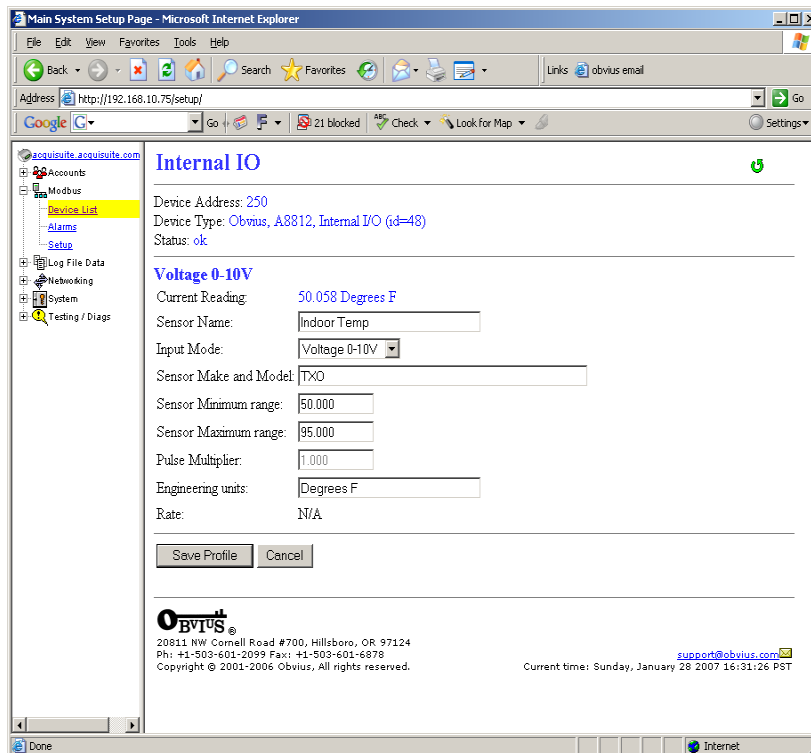 Main System Setup Page - Microsoft Internet Explorer
File Edit View Favorites Tools Help
Back Search Favorites Links obvius email
Address http://192.168.10.75/setup/ Go
Google G Go 21 blocked ABC Check Look for Map Settings
acquisuite.acquisuite.com
Accounts
Modbus
Device List
Alarms
Setup
Log File Data
Networking
System
Testing / Diags
Internal IO
Device Address: 250
Device Type: Obvius, A8812, Internal I/O (id=48)
Status: ok
Voltage 0-10V
Current Reading: 50.058 Degrees F
Sensor Name: Indoor Temp
Input Mode: Voltage 0-10V
Sensor Make and Model: TXO
Sensor Minimum range: 50.000
Sensor Maximum range: 95.000
Pulse Multiplier: 1.000
Engineering units: Degrees F
Rate: N/A
Save Profile Cancel
OBVIUS ®
20811 NW Cornell Road #700, Hillsboro, OR 97124
Ph: +1-503-601-2099 Fax: +1-503-601-6878 support@obvius.com
Copyright © 2001-2006 Obvius, All rights reserved. Current time: Sunday, January 28 2007 16:31:26 PST
Done Internet